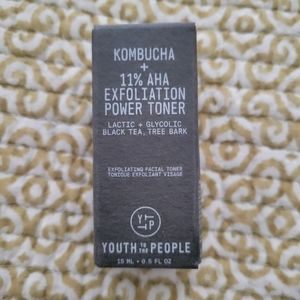 KOMBUCHA
+
11% AHA
EXFOLIATION
POWER TONER
LACTIC + GLYCOLIC
BLACK TEA, TREE BARK
EXFOLIATING FACIAL TONER
TONIQUE EXFOLIANT VISAGE
Y T
T P
YOUTH TO THE PEOPLE
15 ML • 0.5 FL OZ